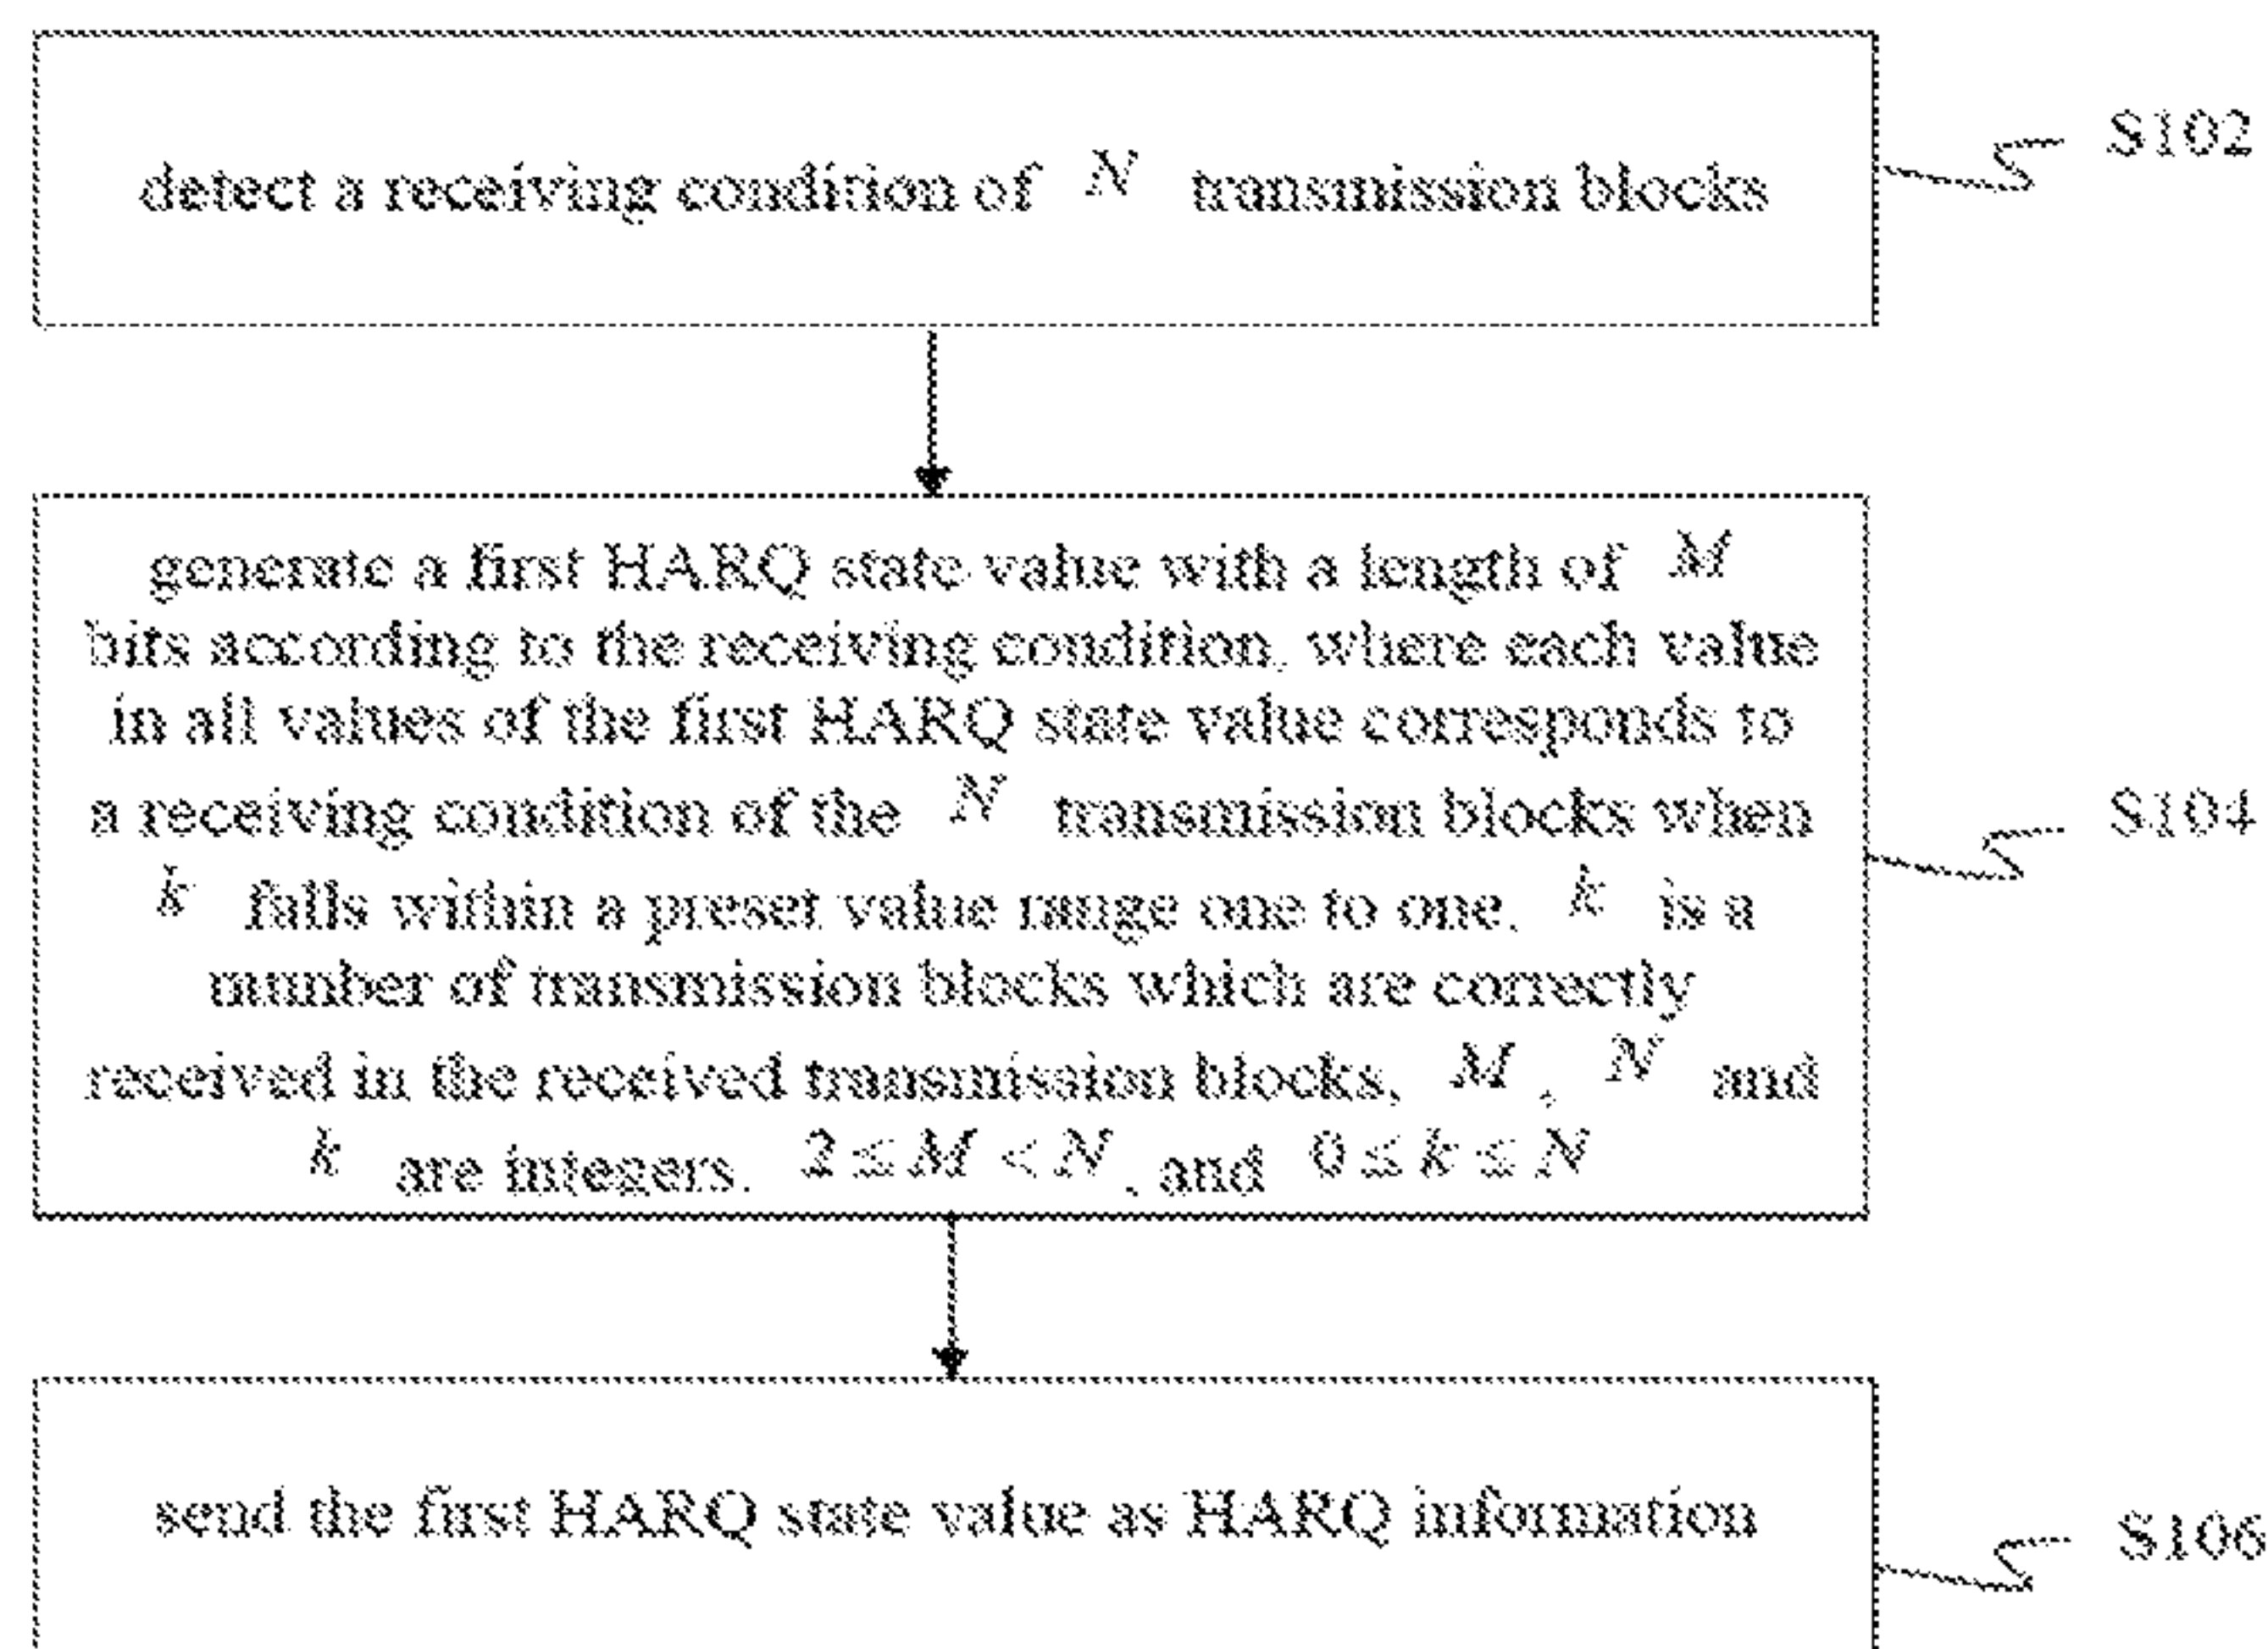 detect a receiving condition of N transmission blocks
S102
generate a first HARQ state value with a length of M
bits according to the receiving condition, where each value
in all values of the first HARQ state value corresponds to
a receiving condition of the N transmission blocks when
k falls within a preset value range one to one, k is a
number of transmission blocks which are correctly
received in the received transmission blocks, M, N and
k are integers, 2 ≤ M < N, and 0 ≤ k ≤ N
S104
send the first HARQ state value as HARQ information
S106